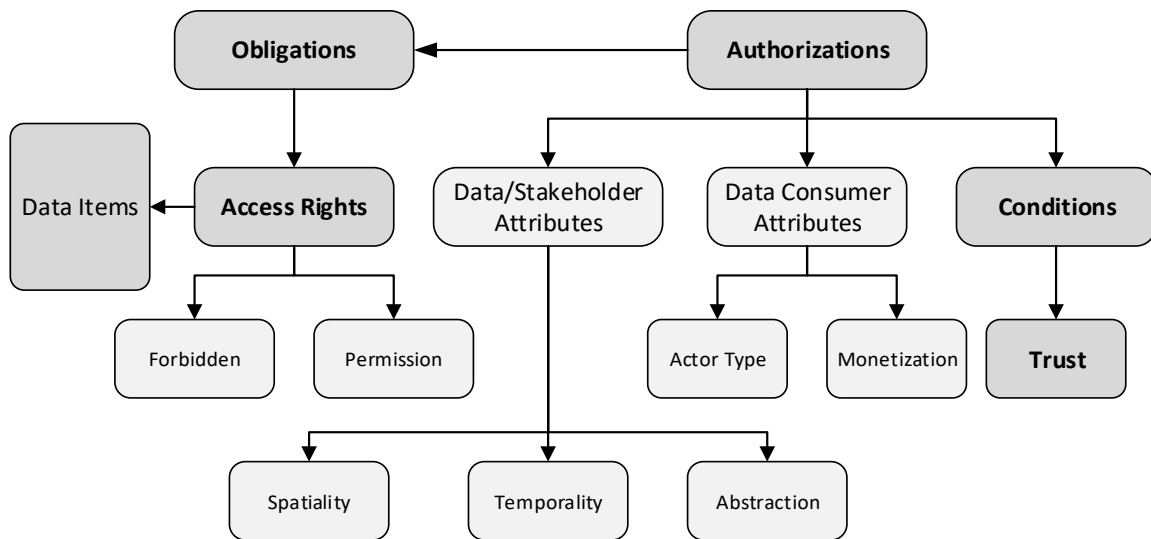 Obligations
Authorizations
Data Items
Access Rights
Data/Stakeholder
Attributes
Data Consumer
Attributes
Conditions
Forbidden
Permission
Actor Type
Monetization
Trust
Spatiality
Temporality
Abstraction